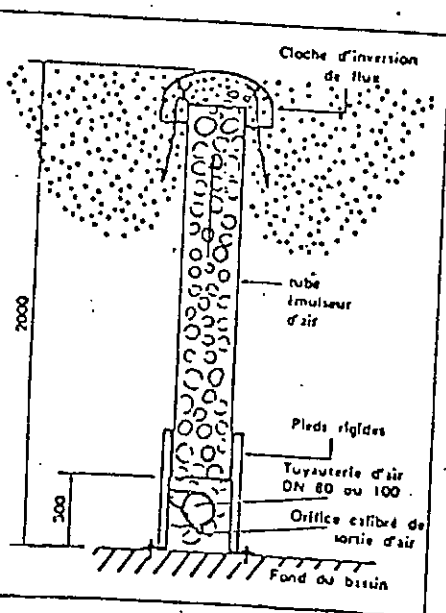 Cloche d'inversion
de flux
2000
tube
émulseur
d'air
Pieds rigides
Tuyauterie d'air
DN 80 ou 100
300
Orifice calibré de
sortie d'air
Fond du bassin